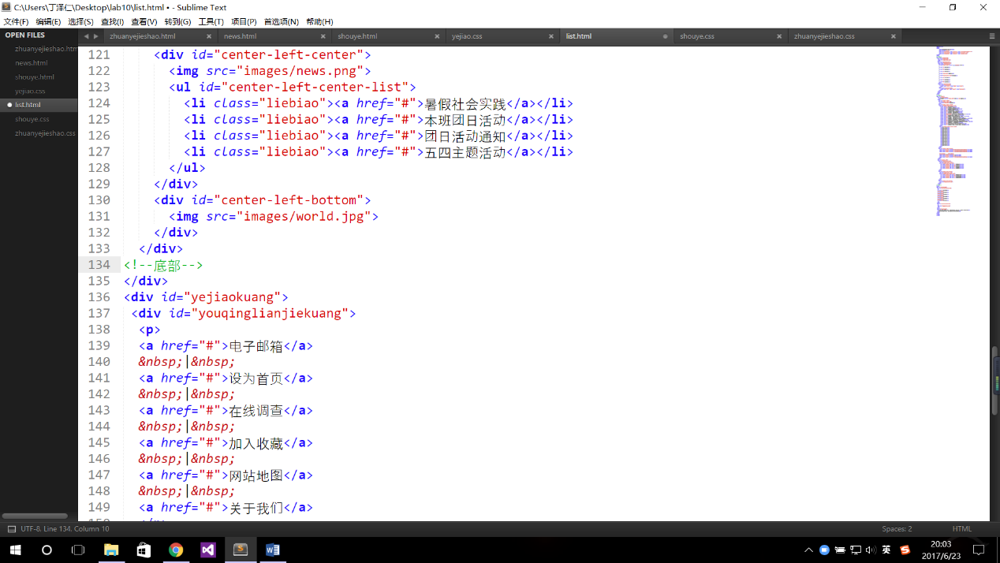 C:\Users\丁泽仁\Desktop\lab10\list.html • - Sublime Text
文件(F) 编辑(E) 选择(S) 查找(I) 查看(V) 转到(G) 工具(T) 项目(P) 首选项(N) 帮助(H)
OPEN FILES
zhuanyejieshao.htm
news.html
shouye.html
yejiao.css
list.html
shouye.css
zhuanyejieshao.css
zhuanyejieshao.html × news.html × shouye.html × yejiao.css × list.html shouye.css × zhuanyejieshao.css ×
121 <div id="center-left-center">
122 <img src="images/news.png">
123 <ul id="center-left-center-list">
124 <li class="liebiao"><a href="#">暑假社会实践</a></li>
125 <li class="liebiao"><a href="#">本班团日活动</a></li>
126 <li class="liebiao"><a href="#">团日活动通知</a></li>
127 <li class="liebiao"><a href="#">五四主题活动</a></li>
128 </ul>
129 </div>
130 <div id="center-left-bottom">
131 <img src="images/world.jpg">
132 </div>
133 </div>
134 <!--底部-->
135 </div>
136 <div id="yejiaokuang">
137 <div id="youqinglianjiekuang">
138 <p>
139 <a href="#">电子邮箱</a>
140 &nbsp;|&nbsp;
141 <a href="#">设为首页</a>
142 &nbsp;|&nbsp;
143 <a href="#">在线调查</a>
144 &nbsp;|&nbsp;
145 <a href="#">加入收藏</a>
146 &nbsp;|&nbsp;
147 <a href="#">网站地图</a>
148 &nbsp;|&nbsp;
149 <a href="#">关于我们</a>
UTF-8, Line 134, Column 10 Spaces: 2 HTML
英
20:03
2017/6/23